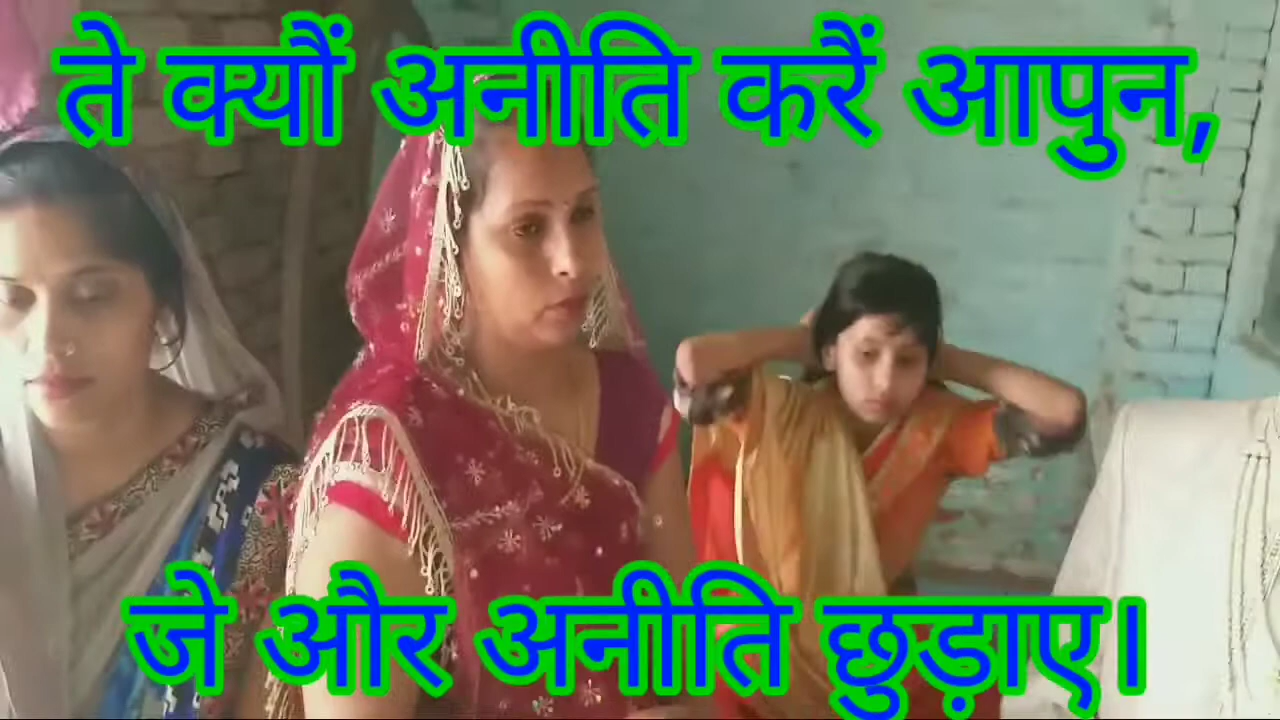 ते क्यौं अनीति करैं आपुन,
जे और अनीति छुड़ाए।